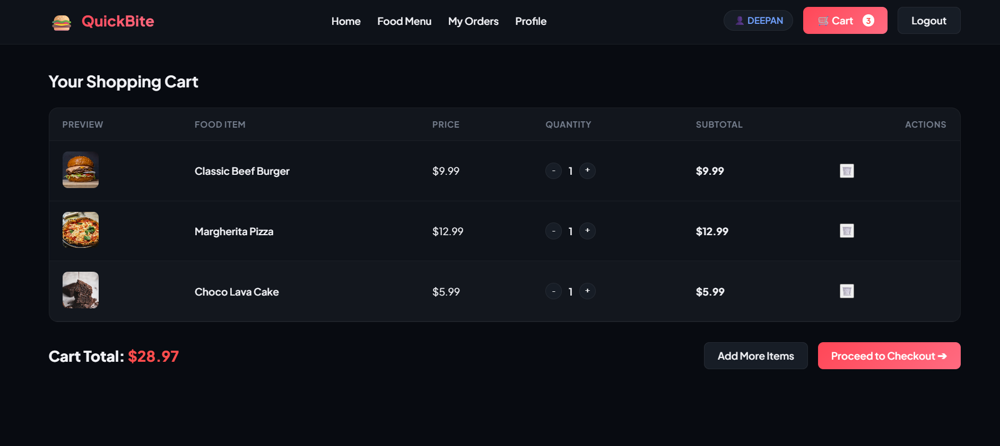 QuickBite Home Food Menu My Orders Profile DEEPAN Cart 3 Logout
Your Shopping Cart
PREVIEW FOOD ITEM PRICE QUANTITY SUBTOTAL ACTIONS
Classic Beef Burger $9.99 - 1 + $9.99
Margherita Pizza $12.99 - 1 + $12.99
Choco Lava Cake $5.99 - 1 + $5.99
Cart Total: $28.97 Add More Items Proceed to Checkout ➔